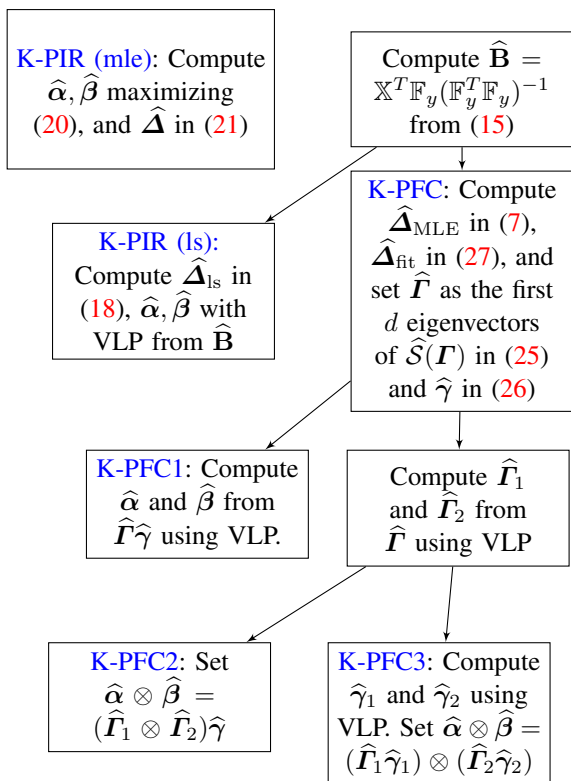 K-PIR (mle): Compute
α̂, β̂ maximizing
(20), and Δ̂ in (21)
Compute B̂ =
𝕏ᵀ𝔽_y(𝔽_yᵀ𝔽_y)⁻¹
from (15)
K-PIR (ls):
Compute Δ̂_ls in
(18), α̂, β̂ with
VLP from B̂
K-PFC: Compute
Δ̂_MLE in (7),
Δ̂_fit in (27), and
set Γ̂ as the first
d eigenvectors
of 𝒮̂(Γ) in (25)
and γ̂ in (26)
K-PFC1: Compute
α̂ and β̂ from
Γ̂γ̂ using VLP.
Compute Γ̂₁
and Γ̂₂ from
Γ̂ using VLP
K-PFC2: Set
α̂ ⊗ β̂ =
(Γ̂₁ ⊗ Γ̂₂)γ̂
K-PFC3: Compute
γ̂₁ and γ̂₂ using
VLP. Set α̂ ⊗ β̂ =
(Γ̂₁γ̂₁) ⊗ (Γ̂₂γ̂₂)